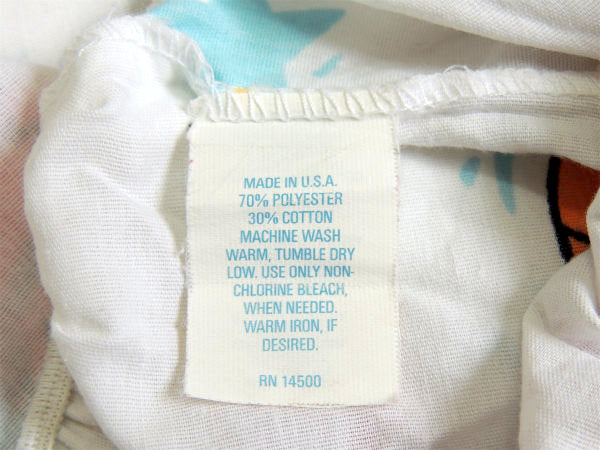 MADE IN U.S.A.
70% POLYESTER
30% COTTON
MACHINE WASH
WARM, TUMBLE DRY
LOW. USE ONLY NON-
CHLORINE BLEACH,
WHEN NEEDED.
WARM IRON, IF
DESIRED.
RN 14500